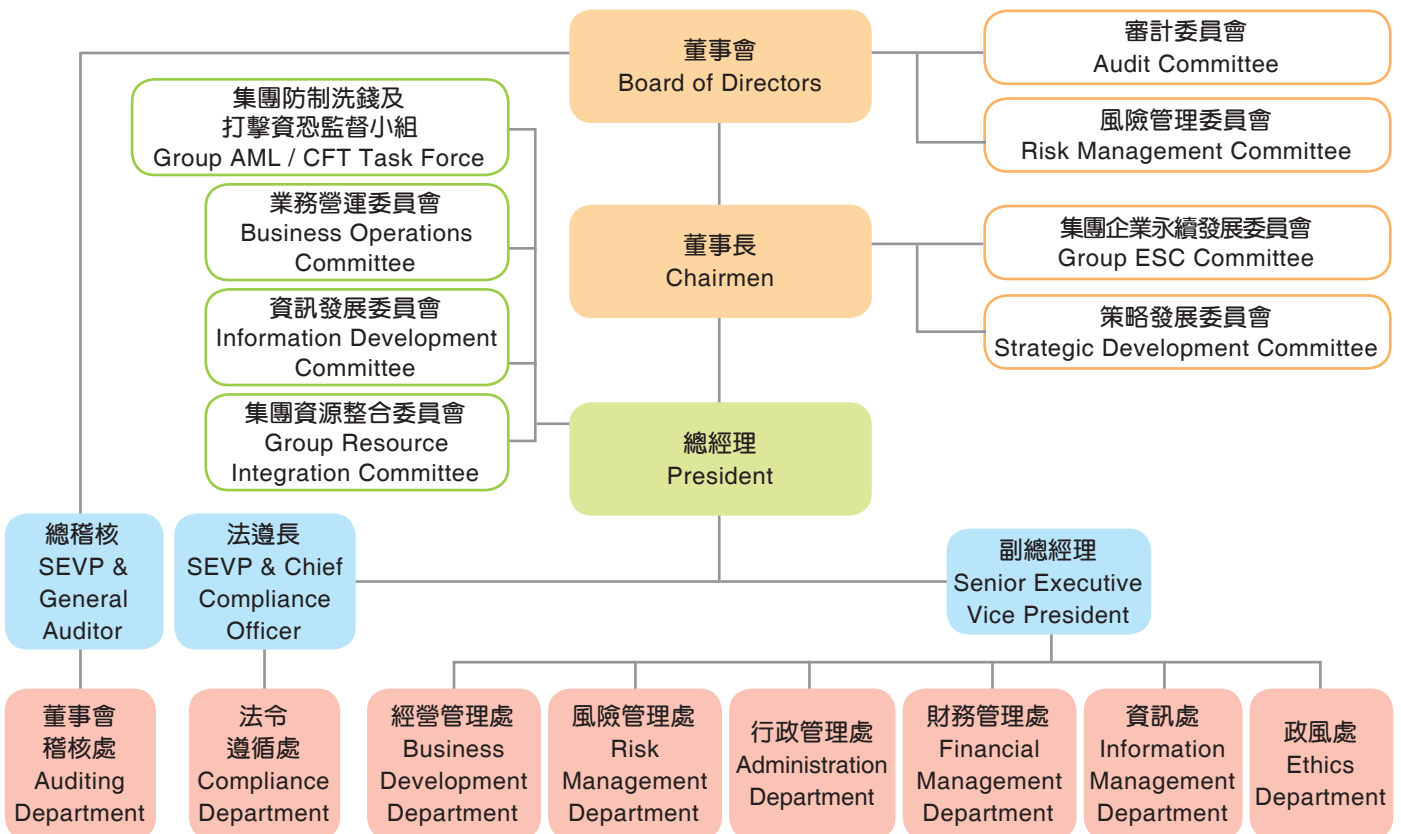 董事會
Board of Directors
審計委員會
Audit Committee
風險管理委員會
Risk Management Committee
集團防制洗錢及
打擊資恐監督小組
Group AML / CFT Task Force
業務營運委員會
Business Operations
Committee
資訊發展委員會
Information Development
Committee
集團資源整合委員會
Group Resource
Integration Committee
董事長
Chairmen
集團企業永續發展委員會
Group ESC Committee
策略發展委員會
Strategic Development Committee
總經理
President
總稽核
SEVP &
General
Auditor
法遵長
SEVP & Chief
Compliance
Officer
副總經理
Senior Executive
Vice President
董事會
稽核處
Auditing
Department
法令
遵循處
Compliance
Department
經營管理處
Business
Development
Department
風險管理處
Risk
Management
Department
行政管理處
Administration
Department
財務管理處
Financial
Management
Department
資訊處
Information
Management
Department
政風處
Ethics
Department